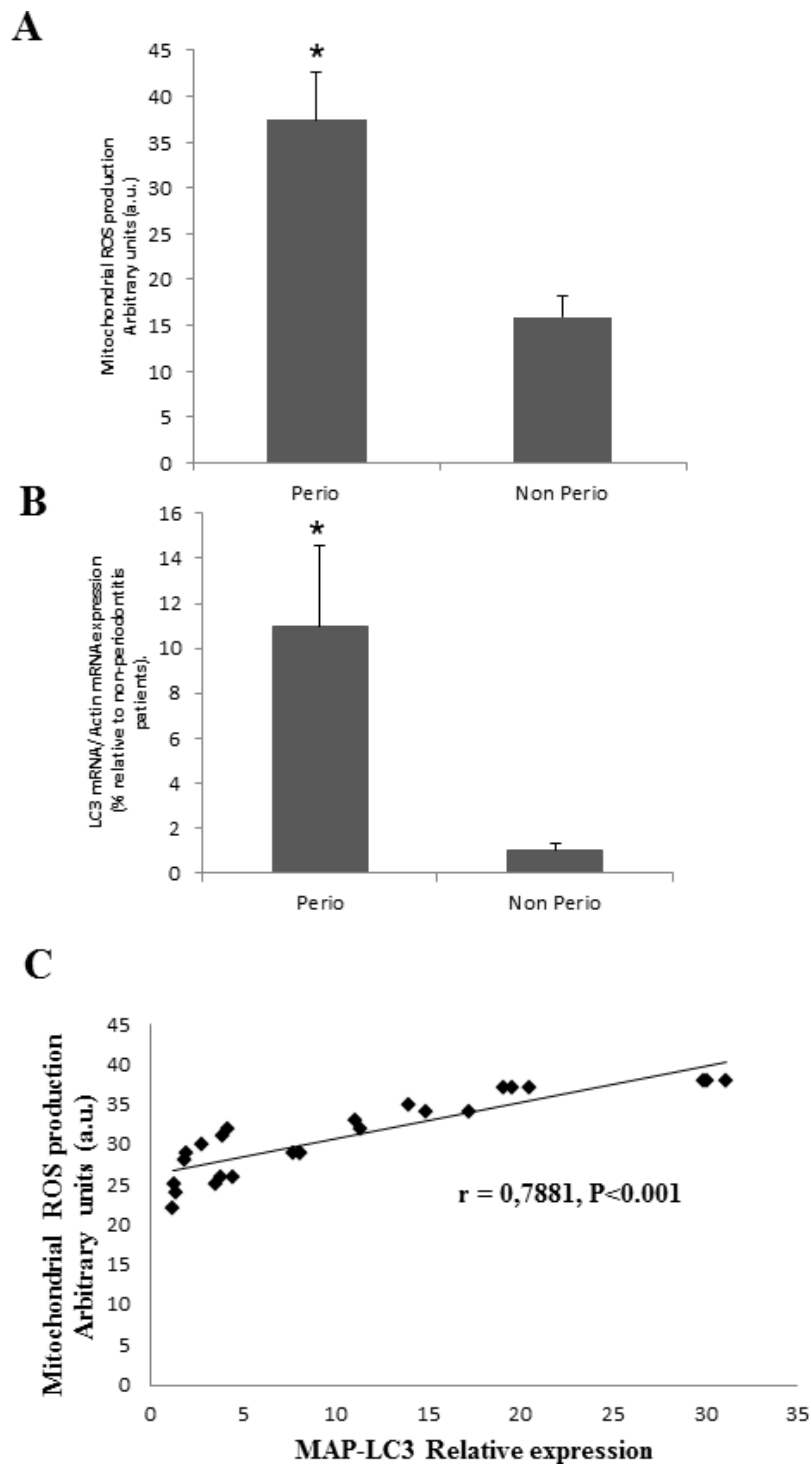 A
45
40
35
30
25
20
15
10
5
0
Mitochondrial ROS production
Arbitrary units (a.u.)
*
Perio
Non Perio
B
16
14
12
10
8
6
4
2
0
LC3 mRNA/Actin mRNA expression
(% relative to non-periodontitis
patients).
*
Perio
Non Perio
C
45
40
35
30
25
20
15
10
5
0
Mitochondrial ROS production
Arbitrary units (a.u.)
r = 0,7881, P<0.001
0 5 10 15 20 25 30 35
MAP-LC3 Relative expression